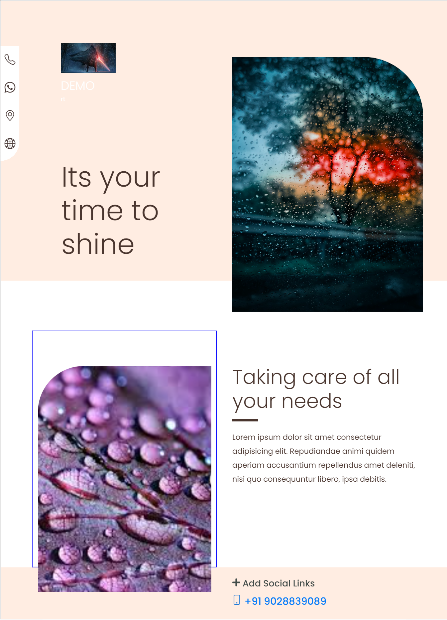 DEMO
Its your
time to
shine
Taking care of all
your needs
Lorem ipsum dolor sit amet consectetur
adipisicing elit. Repudiandae animi quidem
aperiam accusantium repellendus amet deleniti,
nisi quo consequuntur libero, ipsa debitis.
+ Add Social Links
+91 9028839089